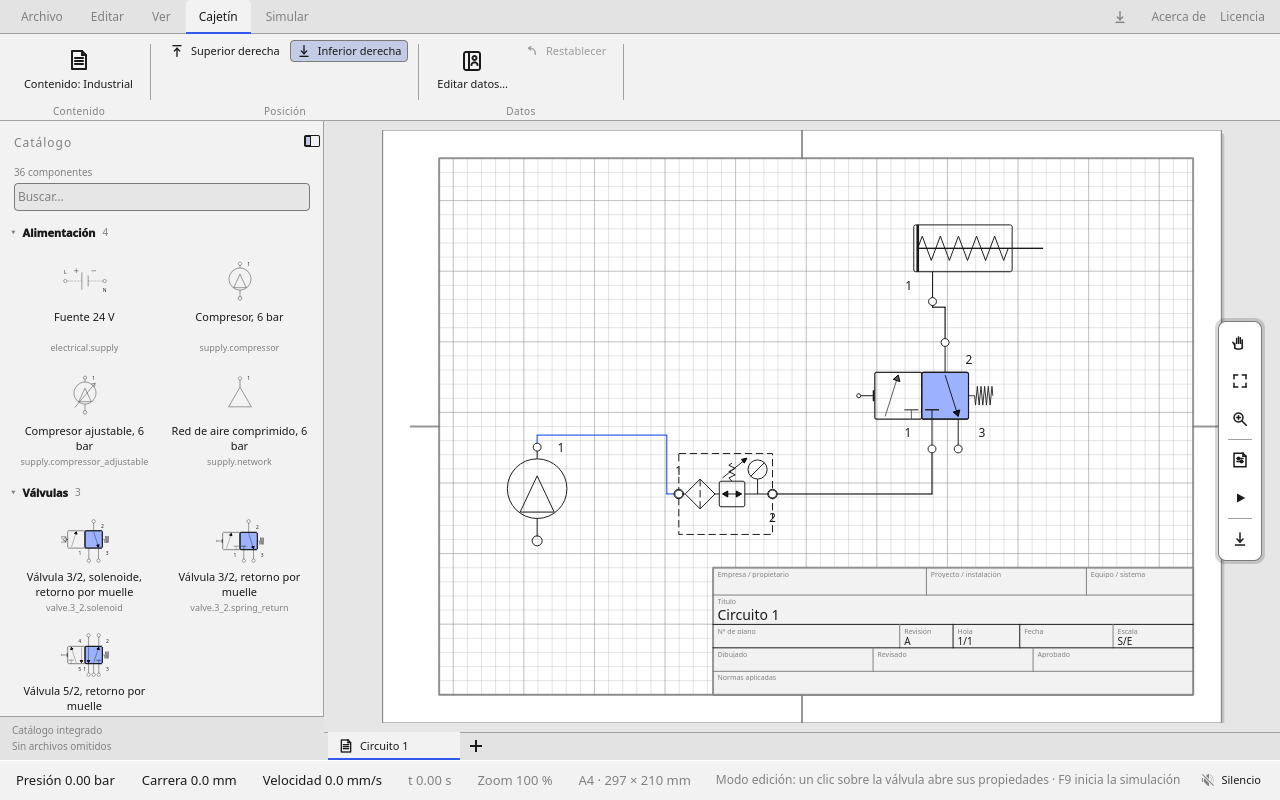 Archivo Editar Ver Cajetín Simular Acerca de Licencia
Superior derecha Inferior derecha Restablecer
Contenido: Industrial Editar datos...
Contenido Posición Datos
Catálogo
36 componentes
Buscar...
Alimentación 4
Fuente 24 V Compresor, 6 bar
electrical.supply supply.compressor
Compresor ajustable, 6 bar
supply.compressor_adjustable
Red de aire comprimido, 6 bar
supply.network
Válvulas 3
Válvula 3/2, solenoide, retorno por muelle
valve.3_2.solenoid
Válvula 3/2, retorno por muelle
valve.3_2.spring_return
Válvula 5/2, retorno por muelle
Catálogo integrado
Sin archivos omitidos
1
2
1 3
1
1
2
Empresa / propietario Proyecto / instalación Equipo / sistema
Título
Circuito 1
Nº de plano Revisión Hoja Fecha Escala
A 1/1 S/E
Dibujado Revisado Aprobado
Normas aplicadas
Circuito 1
Presión 0.00 bar Carrera 0.0 mm Velocidad 0.0 mm/s t 0.00 s Zoom 100 % A4 · 297 × 210 mm Modo edición: un clic sobre la válvula abre sus propiedades · F9 inicia la simulación Silencio